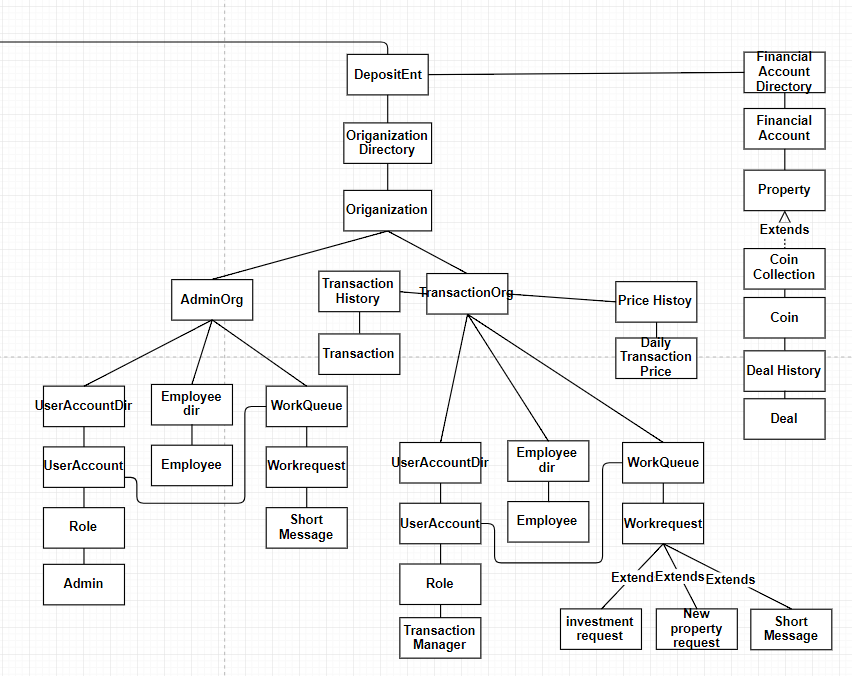 DepositEnt
Financial
Account
Directory
Origanization
Directory
Financial
Account
Origanization
Property
Extends
Coin
Collection
AdminOrg
Transaction
History
TransactionOrg
Price Histoy
Coin
Transaction
Daily
Transaction
Price
Deal History
Deal
UserAccountDir
Employee
dir
WorkQueue
UserAccount
Employee
Workrequest
Role
Short
Message
Admin
UserAccountDir
Employee
dir
WorkQueue
UserAccount
Employee
Workrequest
Role
Extend
Extends
Extends
Transaction
Manager
investment
request
New
property
request
Short
Message